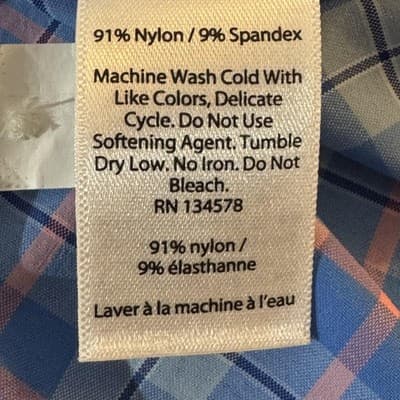 91% Nylon / 9% Spandex
Machine Wash Cold With
Like Colors, Delicate
Cycle. Do Not Use
Softening Agent. Tumble
Dry Low. No Iron. Do Not
Bleach.
RN 134578
91% nylon /
9% élasthanne
Laver à la machine à l'eau